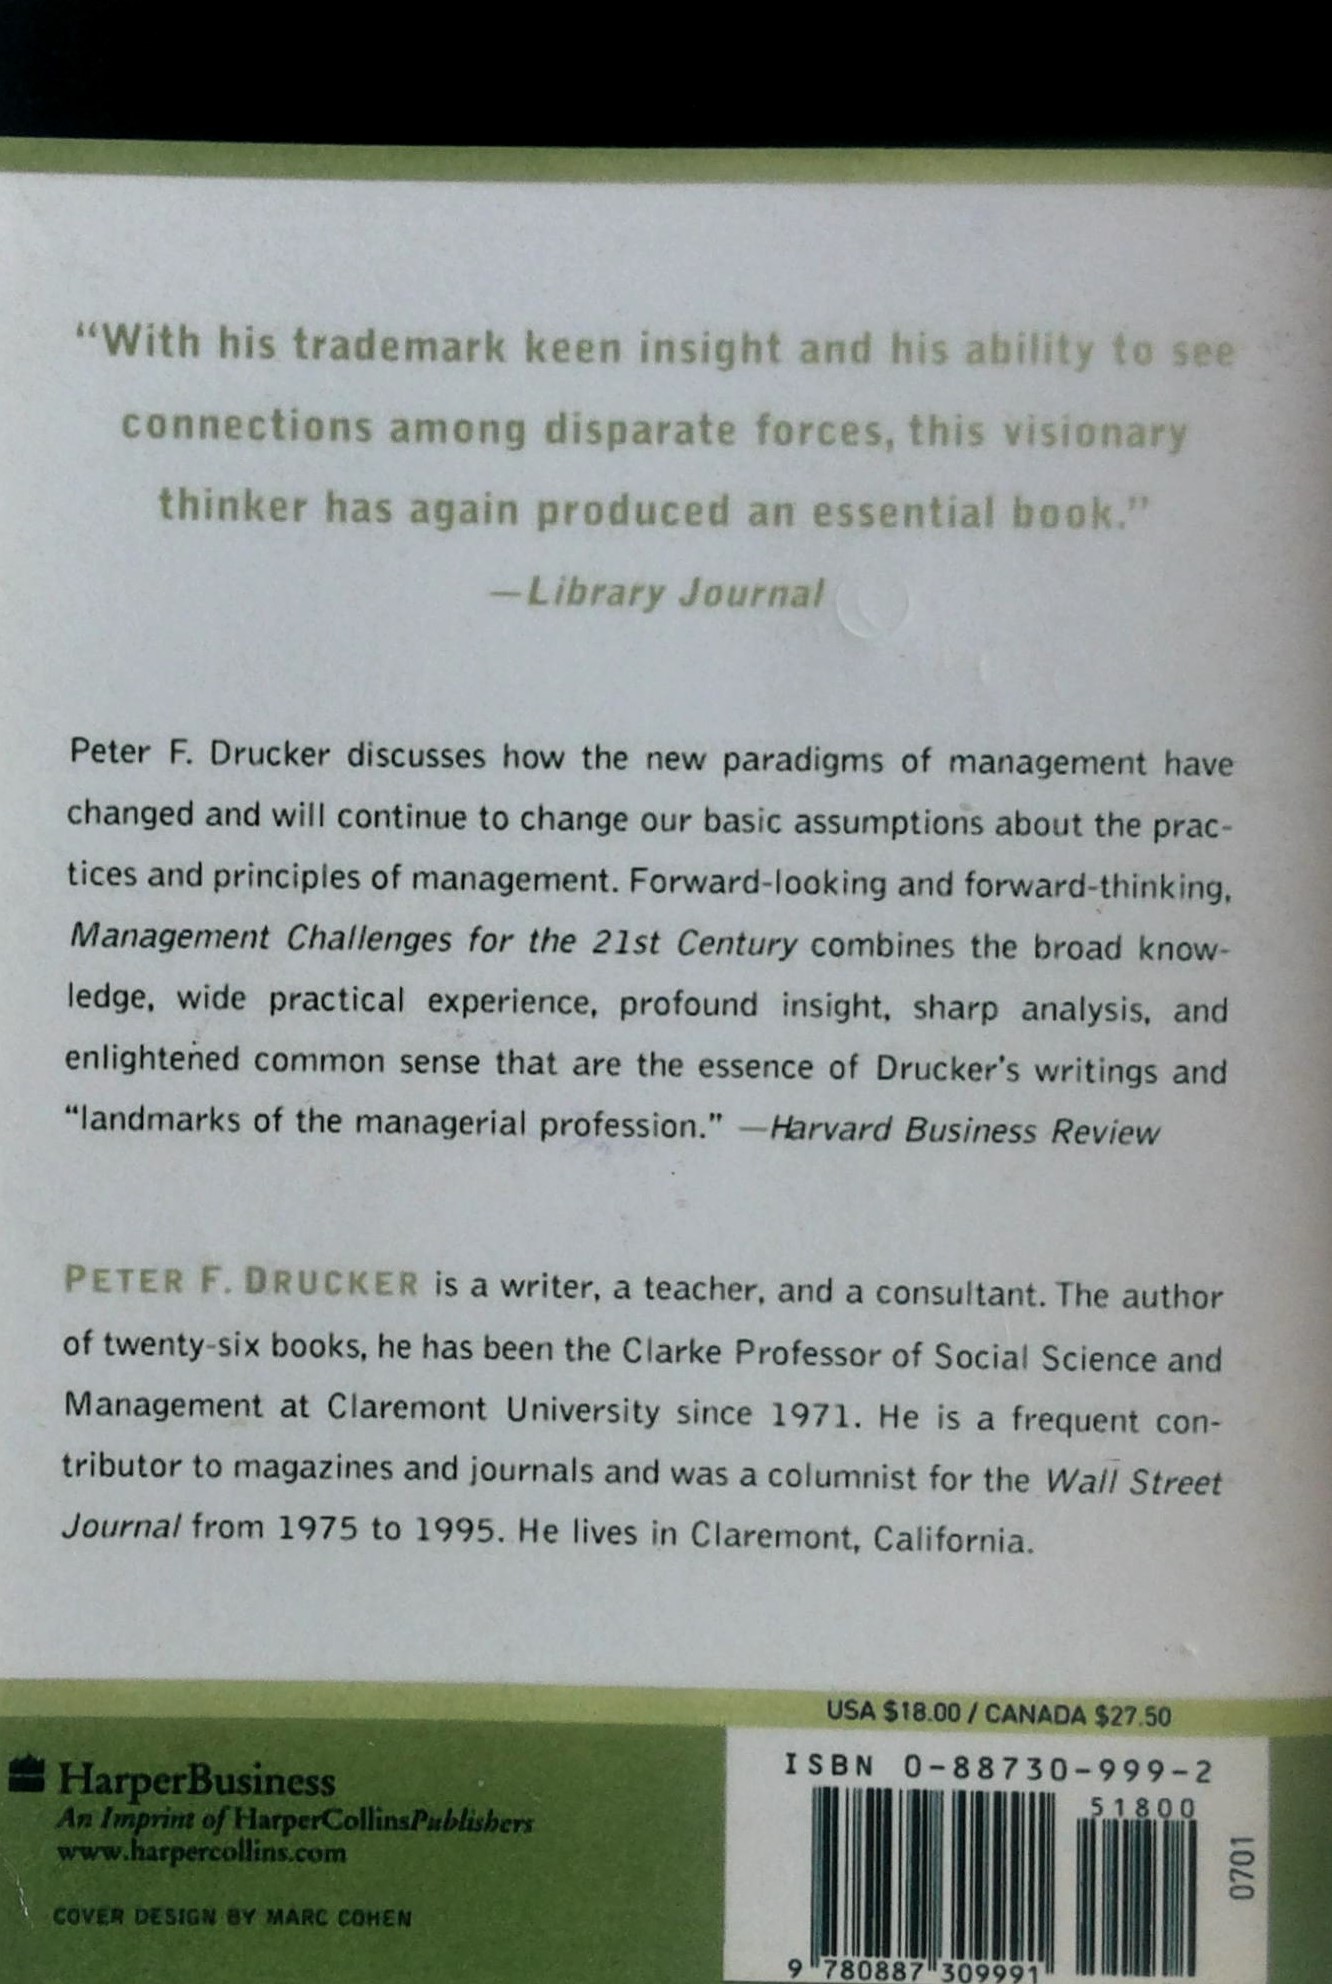 “With his trademark keen insight and his ability to see
connections among disparate forces, this visionary
thinker has again produced an essential book.”
—Library Journal
Peter F. Drucker discusses how the new paradigms of management have
changed and will continue to change our basic assumptions about the prac-
tices and principles of management. Forward-looking and forward-thinking,
Management Challenges for the 21st Century combines the broad know-
ledge, wide practical experience, profound insight, sharp analysis, and
enlightened common sense that are the essence of Drucker's writings and
“landmarks of the managerial profession.” —Harvard Business Review
PETER F. DRUCKER is a writer, a teacher, and a consultant. The author
of twenty-six books, he has been the Clarke Professor of Social Science and
Management at Claremont University since 1971. He is a frequent con-
tributor to magazines and journals and was a columnist for the Wall Street
Journal from 1975 to 1995. He lives in Claremont, California.
USA $18.00 / CANADA $27.50
HarperBusiness
An Imprint of HarperCollinsPublishers
www.harpercollins.com
COVER DESIGN BY MARC COHEN
ISBN 0-88730-999-2
51800
0701
9 780887 309991